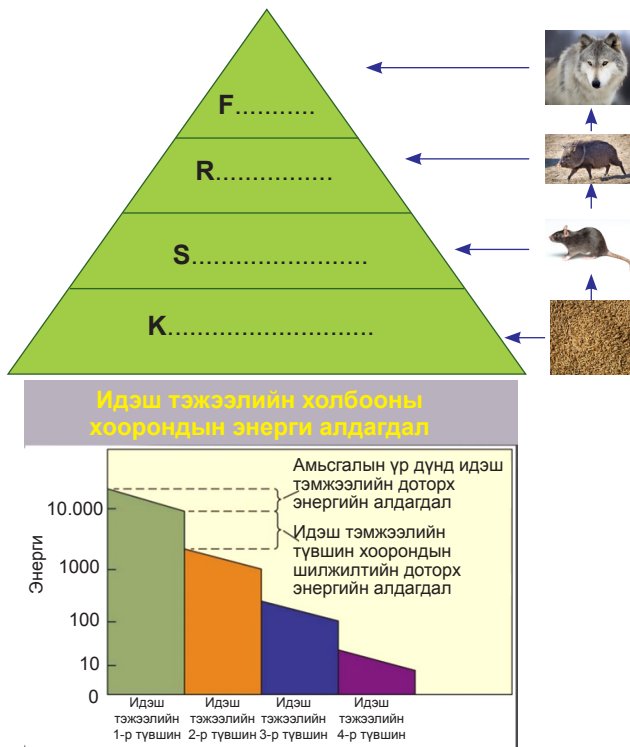 F...........
R................
S........................
K............................
Идэш тэжээлийн холбооны
хоорондын энерги алдагдал
Амьсгалын үр дүнд идэш
тэмжээлийн доторх
энергийн алдагдал
Идэш тэмжээлийн
түвшин хоорондын
шилжилтийн доторх
энергийн алдагдал
Энерги
10.000
1000
100
10
0
Идэш
тэжээлийн
1-р түвшин
Идэш
тэжээлийн
2-р түвшин
Идэш
тэжээлийн
3-р түвшин
Идэш
тэжээлийн
4-р түвшин